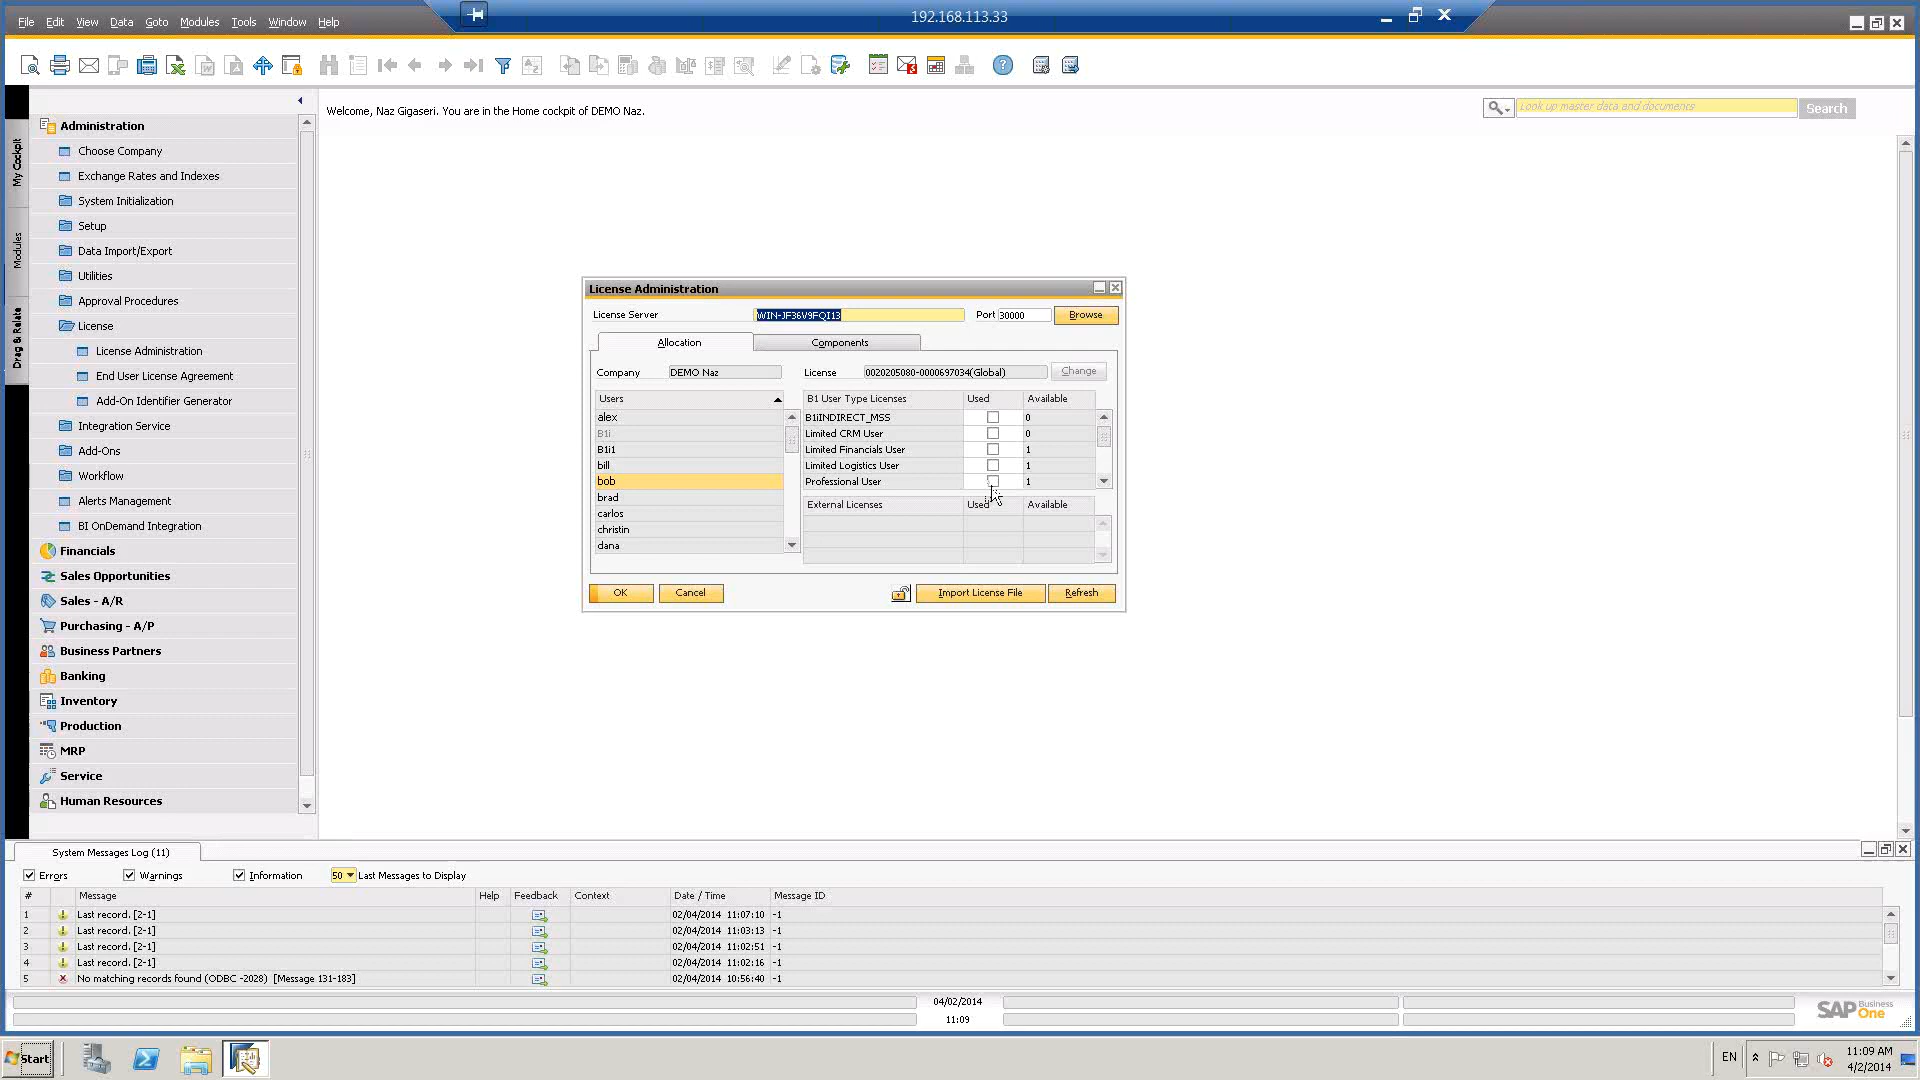 192.168.113.33
File Edit View Data Goto Modules Tools Window Help
Welcome, Naz Gigaseri. You are in the Home cockpit of DEMO Naz.
Look up master data and documents
Search
My Cockpit
Modules
Drag & Relate
Administration
Choose Company
Exchange Rates and Indexes
System Initialization
Setup
Data Import/Export
Utilities
Approval Procedures
License
License Administration
End User License Agreement
Add-On Identifier Generator
Integration Service
Add-Ons
Workflow
Alerts Management
BI OnDemand Integration
Financials
Sales Opportunities
Sales - A/R
Purchasing - A/P
Business Partners
Banking
Inventory
Production
MRP
Service
Human Resources
License Administration
License Server WIN-JF36V9FQI13 Port 30000 Browse
Allocation Components
Company DEMO Naz License 0020205080-0000697034(Global) Change
Users
alex
B1i
B1i1
bill
bob
brad
carlos
christin
dana
B1 User Type Licenses Used Available
B1iINDIRECT_MSS 0
Limited CRM User 0
Limited Financials User 1
Limited Logistics User 1
Professional User 1
External Licenses Used Available
OK Cancel Import License File Refresh
System Messages Log (11)
Errors Warnings Information 50 Last Messages to Display
# Message Help Feedback Context Date / Time Message ID
1 Last record. [2-1] 02/04/2014 11:07:10 -1
2 Last record. [2-1] 02/04/2014 11:03:13 -1
3 Last record. [2-1] 02/04/2014 11:02:51 -1
4 Last record. [2-1] 02/04/2014 11:02:16 -1
5 No matching records found (ODBC -2028) [Message 131-183] 02/04/2014 10:56:40 -1
04/02/2014
11:09
SAP Business One
Start
EN
11:09 AM
4/2/2014